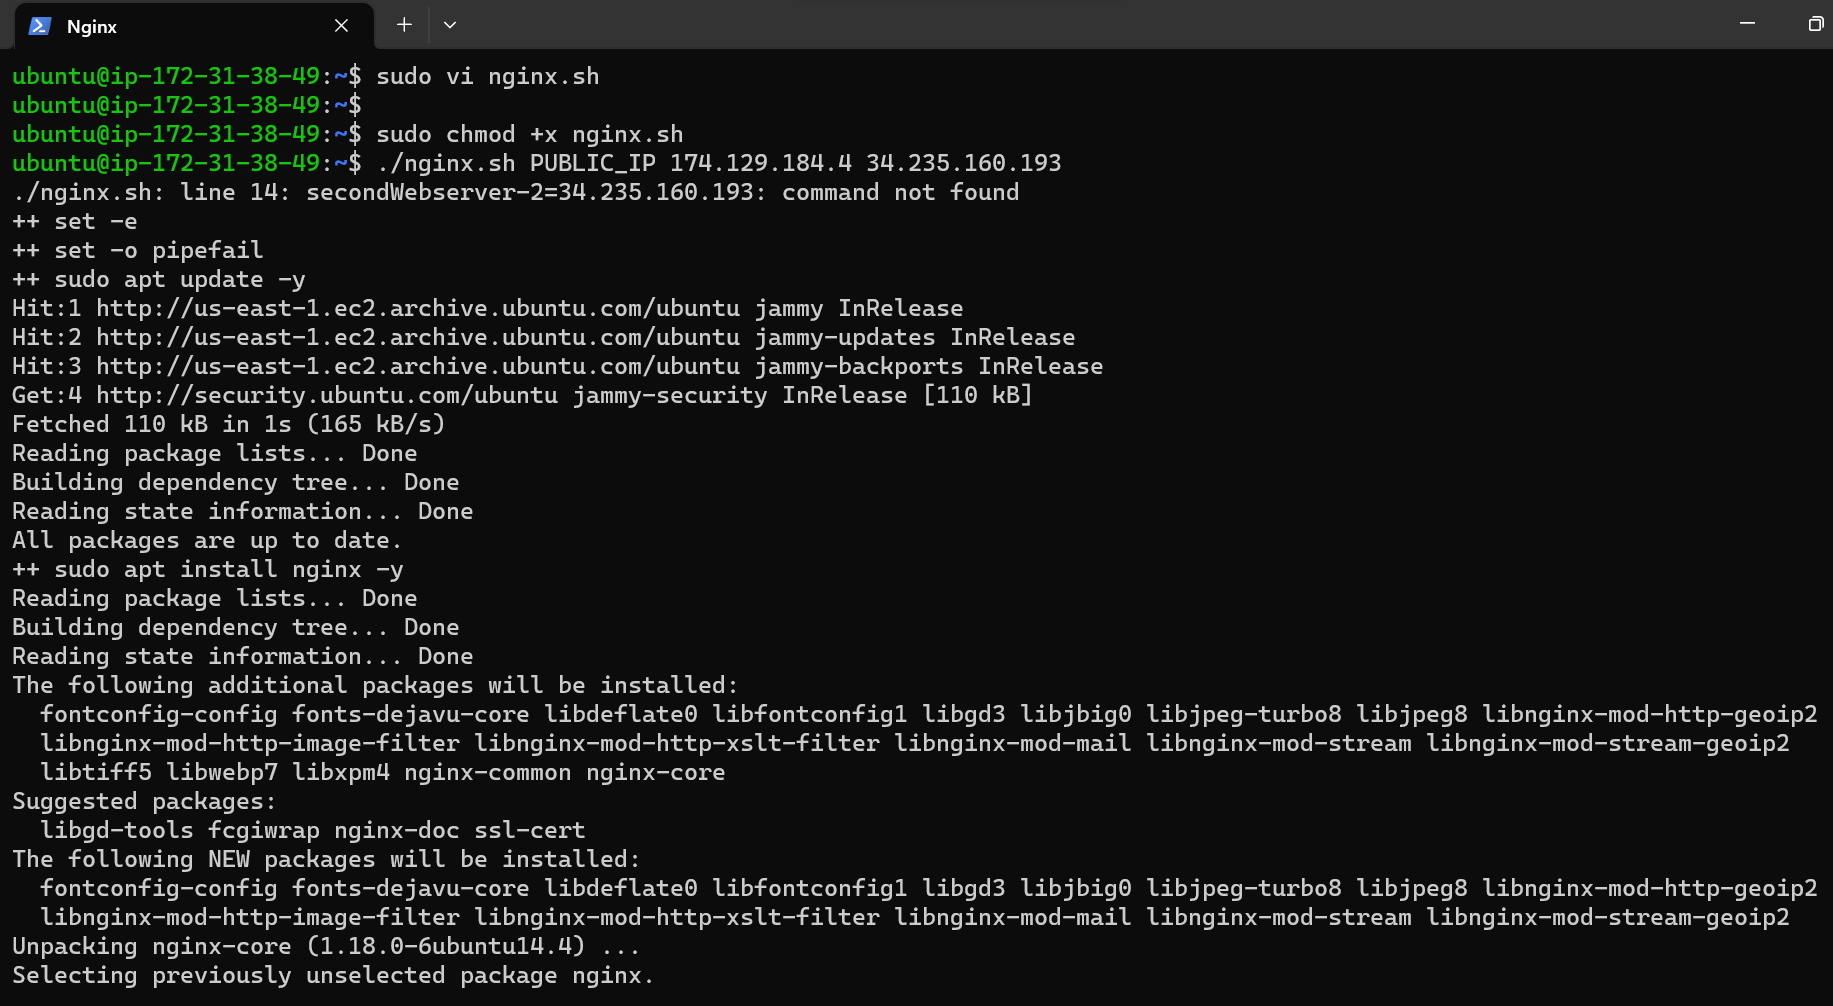 Nginx
ubuntu@ip-172-31-38-49:~$ sudo vi nginx.sh
ubuntu@ip-172-31-38-49:~$
ubuntu@ip-172-31-38-49:~$ sudo chmod +x nginx.sh
ubuntu@ip-172-31-38-49:~$ ./nginx.sh PUBLIC_IP 174.129.184.4 34.235.160.193
./nginx.sh: line 14: secondWebserver-2=34.235.160.193: command not found
++ set -e
++ set -o pipefail
++ sudo apt update -y
Hit:1 http://us-east-1.ec2.archive.ubuntu.com/ubuntu jammy InRelease
Hit:2 http://us-east-1.ec2.archive.ubuntu.com/ubuntu jammy-updates InRelease
Hit:3 http://us-east-1.ec2.archive.ubuntu.com/ubuntu jammy-backports InRelease
Get:4 http://security.ubuntu.com/ubuntu jammy-security InRelease [110 kB]
Fetched 110 kB in 1s (165 kB/s)
Reading package lists... Done
Building dependency tree... Done
Reading state information... Done
All packages are up to date.
++ sudo apt install nginx -y
Reading package lists... Done
Building dependency tree... Done
Reading state information... Done
The following additional packages will be installed:
  fontconfig-config fonts-dejavu-core libdeflate0 libfontconfig1 libgd3 libjbig0 libjpeg-turbo8 libjpeg8 libnginx-mod-http-geoip2
  libnginx-mod-http-image-filter libnginx-mod-http-xslt-filter libnginx-mod-mail libnginx-mod-stream libnginx-mod-stream-geoip2
  libtiff5 libwebp7 libxpm4 nginx-common nginx-core
Suggested packages:
  libgd-tools fcgiwrap nginx-doc ssl-cert
The following NEW packages will be installed:
  fontconfig-config fonts-dejavu-core libdeflate0 libfontconfig1 libgd3 libjbig0 libjpeg-turbo8 libjpeg8 libnginx-mod-http-geoip2
  libnginx-mod-http-image-filter libnginx-mod-http-xslt-filter libnginx-mod-mail libnginx-mod-stream libnginx-mod-stream-geoip2
Unpacking nginx-core (1.18.0-6ubuntu14.4) ...
Selecting previously unselected package nginx.